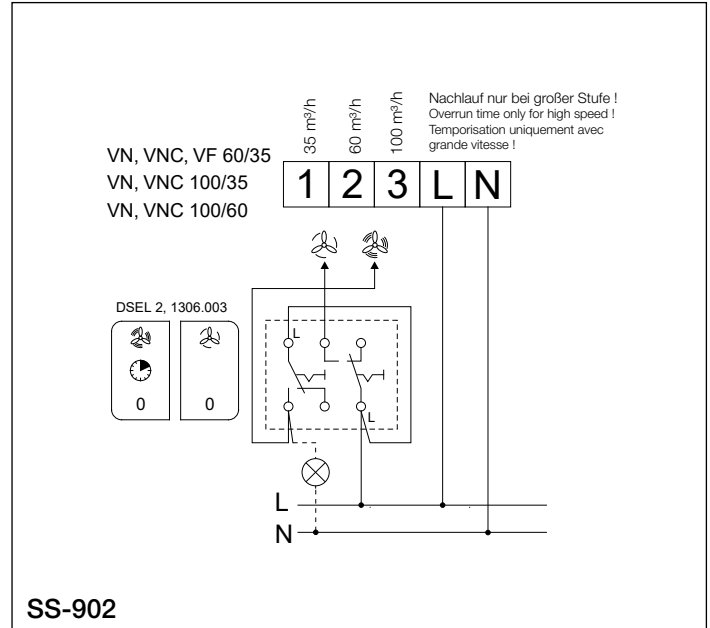 35 m³/h
60 m³/h
100 m³/h
Nachlauf nur bei großer Stufe !
Overrun time only for high speed !
Temporisation uniquement avec
grande vitesse !
VN, VNC, VF 60/35
VN, VNC 100/35
VN, VNC 100/60
1 2 3 L N
DSEL 2, 1306.003
0 0
L
L
L
N
SS-902